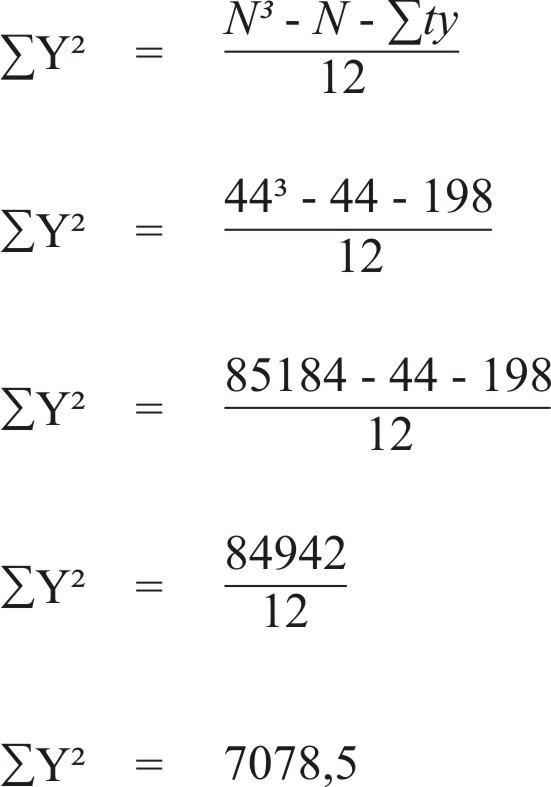 ∑Y² = N³ - N - ∑ty
12
∑Y² = 44³ - 44 - 198
12
∑Y² = 85184 - 44 - 198
12
∑Y² = 84942
12
∑Y² = 7078,5